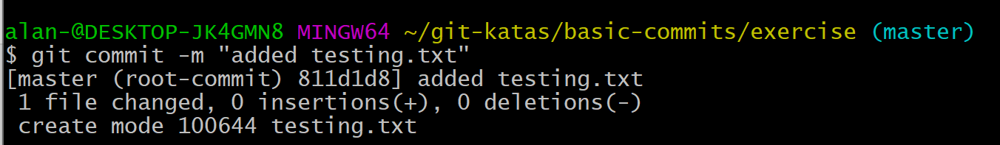 alan-@DESKTOP-JK4GMN8 MINGW64 ~/git-katas/basic-commits/exercise (master)
$ git commit -m "added testing.txt"
[master (root-commit) 811d1d8] added testing.txt
 1 file changed, 0 insertions(+), 0 deletions(-)
 create mode 100644 testing.txt